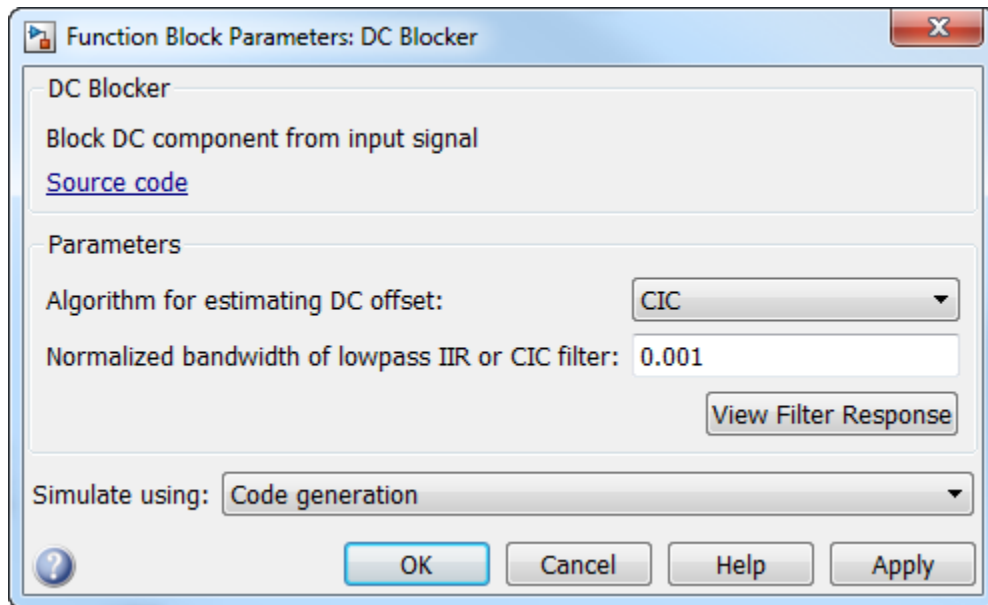 Function Block Parameters: DC Blocker
DC Blocker
Block DC component from input signal
Source code
Parameters
Algorithm for estimating DC offset: CIC
Normalized bandwidth of lowpass IIR or CIC filter: 0.001
View Filter Response
Simulate using: Code generation
? OK Cancel Help Apply